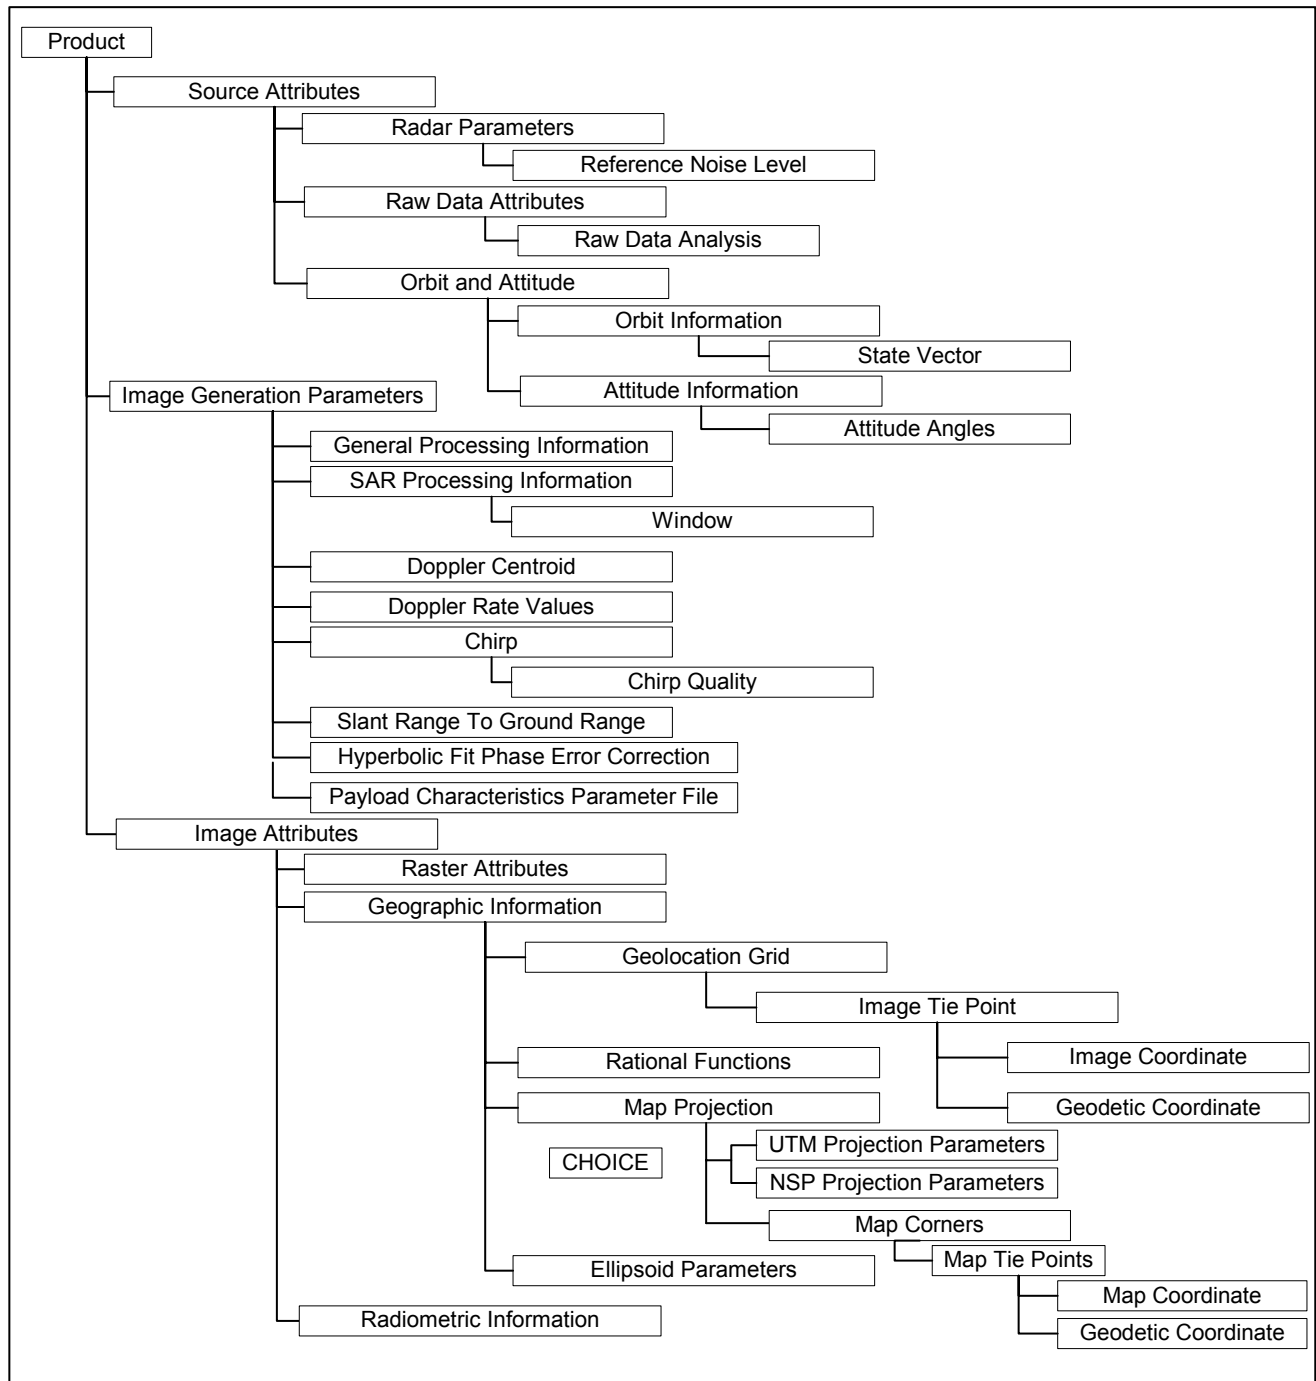 Product
Source Attributes
Radar Parameters
Reference Noise Level
Raw Data Attributes
Raw Data Analysis
Orbit and Attitude
Orbit Information
State Vector
Attitude Information
Attitude Angles
Image Generation Parameters
General Processing Information
SAR Processing Information
Window
Doppler Centroid
Doppler Rate Values
Chirp
Chirp Quality
Slant Range To Ground Range
Hyperbolic Fit Phase Error Correction
Payload Characteristics Parameter File
Image Attributes
Raster Attributes
Geographic Information
Geolocation Grid
Image Tie Point
Image Coordinate
Geodetic Coordinate
Rational Functions
Map Projection
CHOICE
UTM Projection Parameters
NSP Projection Parameters
Map Corners
Map Tie Points
Map Coordinate
Geodetic Coordinate
Ellipsoid Parameters
Radiometric Information